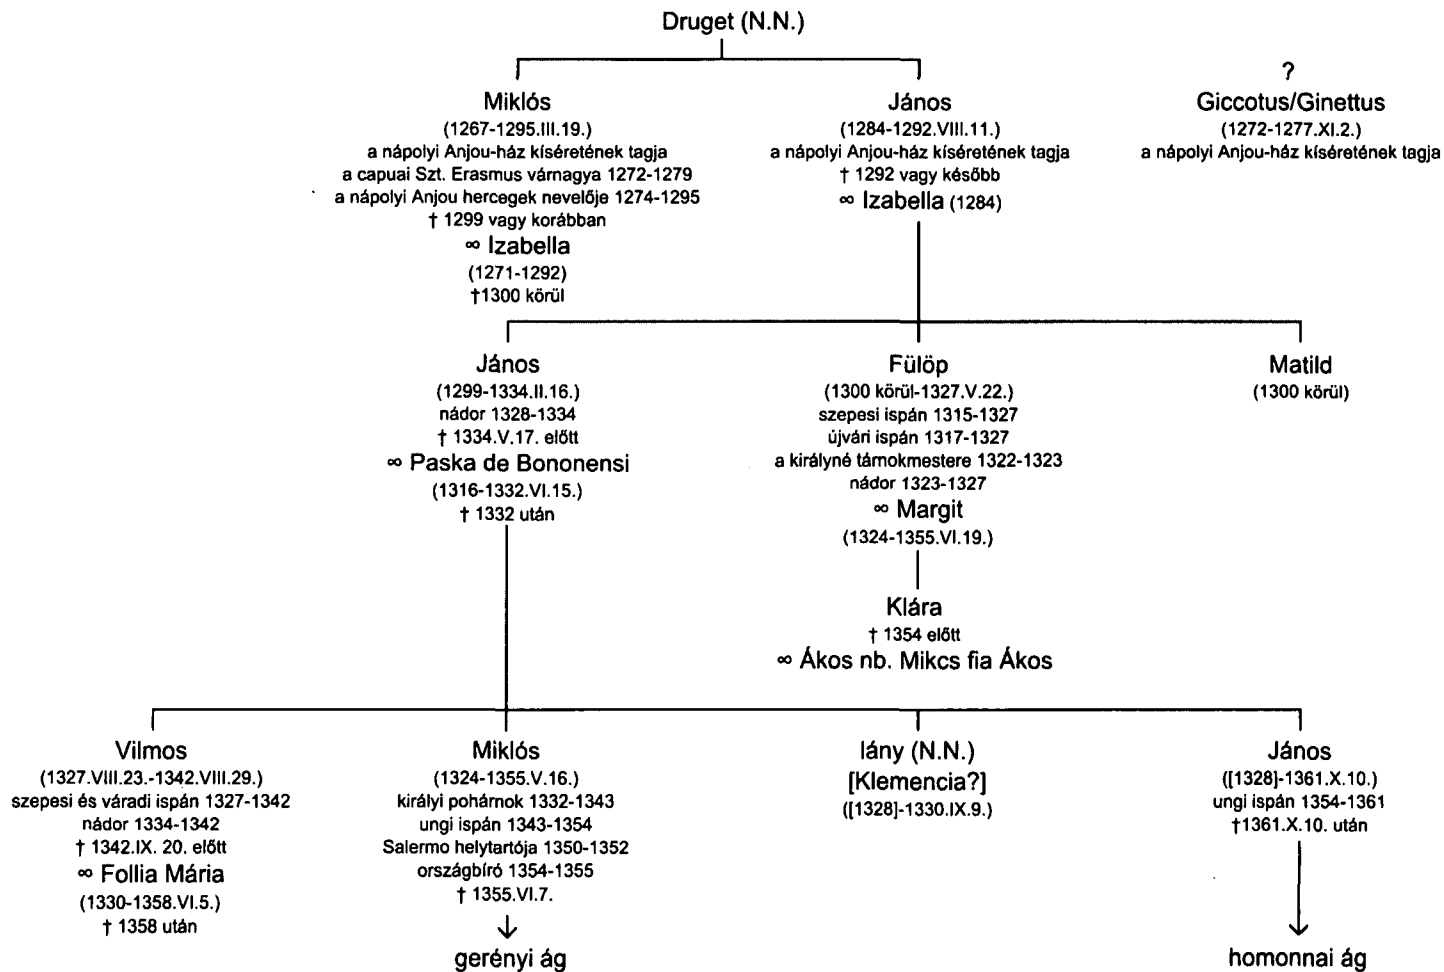 Druget (N.N.)
Miklós
(1267-1295.III.19.)
a nápolyi Anjou-ház kíséretének tagja
a capuai Szt. Erasmus várnagya 1272-1279
a nápolyi Anjou hercegek nevelője 1274-1295
† 1299 vagy korábban
∞ Izabella
(1271-1292)
†1300 körül
János
(1284-1292.VIII.11.)
a nápolyi Anjou-ház kíséretének tagja
† 1292 vagy később
∞ Izabella (1284)
?
Giccotus/Ginettus
(1272-1277.XI.2.)
a nápolyi Anjou-ház kíséretének tagja
János
(1299-1334.II.16.)
nádor 1328-1334
† 1334.V.17. előtt
∞ Paska de Bononensi
(1316-1332.VI.15.)
† 1332 után
Fülöp
(1300 körül-1327.V.22.)
szepesi ispán 1315-1327
újvári ispán 1317-1327
a királyné támokmestere 1322-1323
nádor 1323-1327
∞ Margit
(1324-1355.VI.19.)
Matild
(1300 körül)
Klára
† 1354 előtt
∞ Ákos nb. Mikcs fia Ákos
Vilmos
(1327.VIII.23.-1342.VIII.29.)
szepesi és váradi ispán 1327-1342
nádor 1334-1342
† 1342.IX. 20. előtt
∞ Follia Mária
(1330-1358.VI.5.)
† 1358 után
Miklós
(1324-1355.V.16.)
királyi pohárnok 1332-1343
ungi ispán 1343-1354
Salermo helytartója 1350-1352
országbíró 1354-1355
† 1355.VI.7.
gerényi ág
lány (N.N.)
[Klemencia?]
([1328]-1330.IX.9.)
János
([1328]-1361.X.10.)
ungi ispán 1354-1361
†1361.X.10. után
homonnai ág